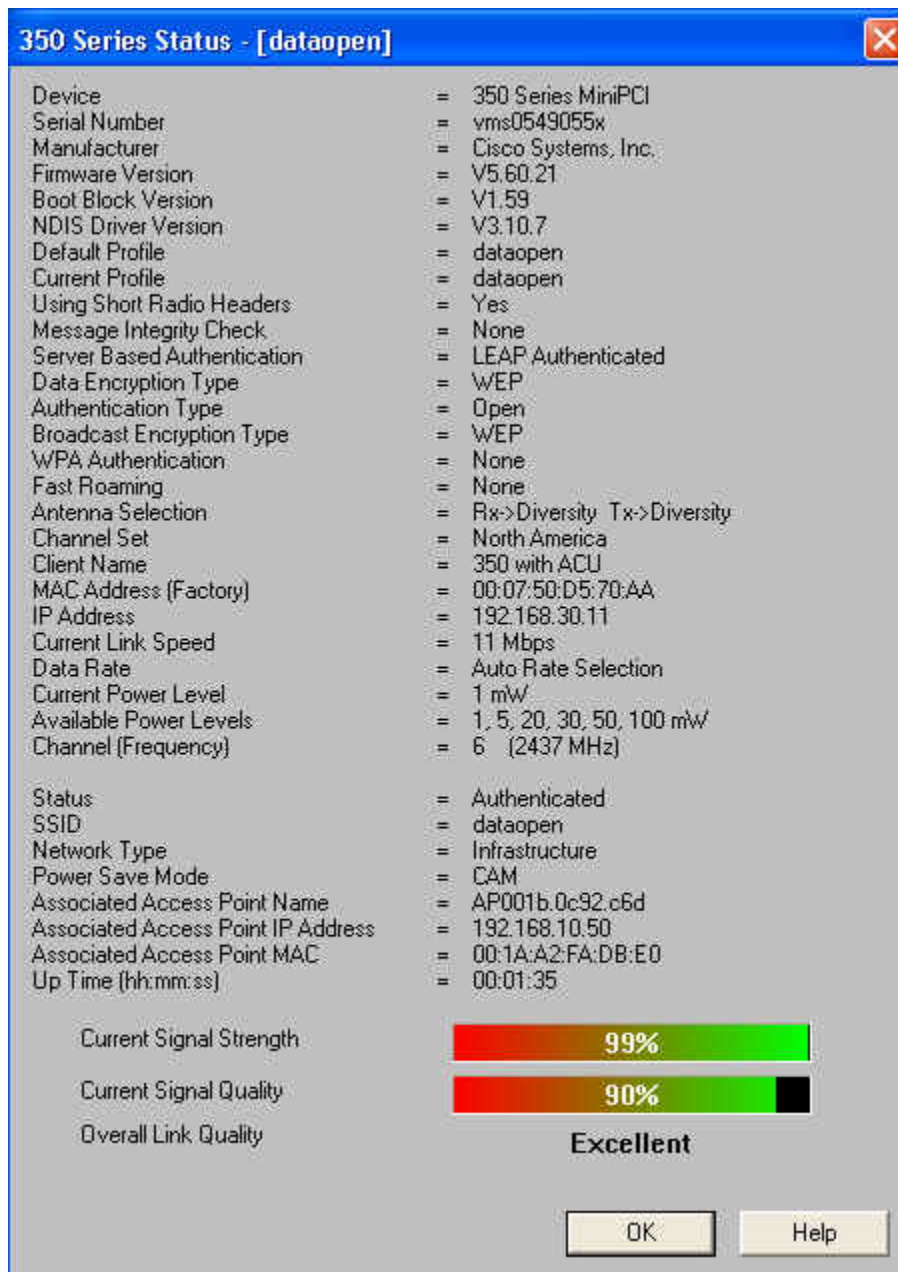 350 Series Status - [dataopen]
Device = 350 Series MiniPCI
Serial Number = vms0549055x
Manufacturer = Cisco Systems, Inc.
Firmware Version = V5.60.21
Boot Block Version = V1.59
NDIS Driver Version = V3.10.7
Default Profile = dataopen
Current Profile = dataopen
Using Short Radio Headers = Yes
Message Integrity Check = None
Server Based Authentication = LEAP Authenticated
Data Encryption Type = WEP
Authentication Type = Open
Broadcast Encryption Type = WEP
WPA Authentication = None
Fast Roaming = None
Antenna Selection = Rx->Diversity Tx->Diversity
Channel Set = North America
Client Name = 350 with ACU
MAC Address (Factory) = 00:07:50:D5:70:AA
IP Address = 192.168.30.11
Current Link Speed = 11 Mbps
Data Rate = Auto Rate Selection
Current Power Level = 1 mW
Available Power Levels = 1, 5, 20, 30, 50, 100 mW
Channel (Frequency) = 6 (2437 MHz)
Status = Authenticated
SSID = dataopen
Network Type = Infrastructure
Power Save Mode = CAM
Associated Access Point Name = AP001b.0c92.c6d
Associated Access Point IP Address = 192.168.10.50
Associated Access Point MAC = 00:1A:A2:FA:DB:E0
Up Time (hh:mm:ss) = 00:01:35
Current Signal Strength 99%
Current Signal Quality 90%
Overall Link Quality Excellent
OK Help